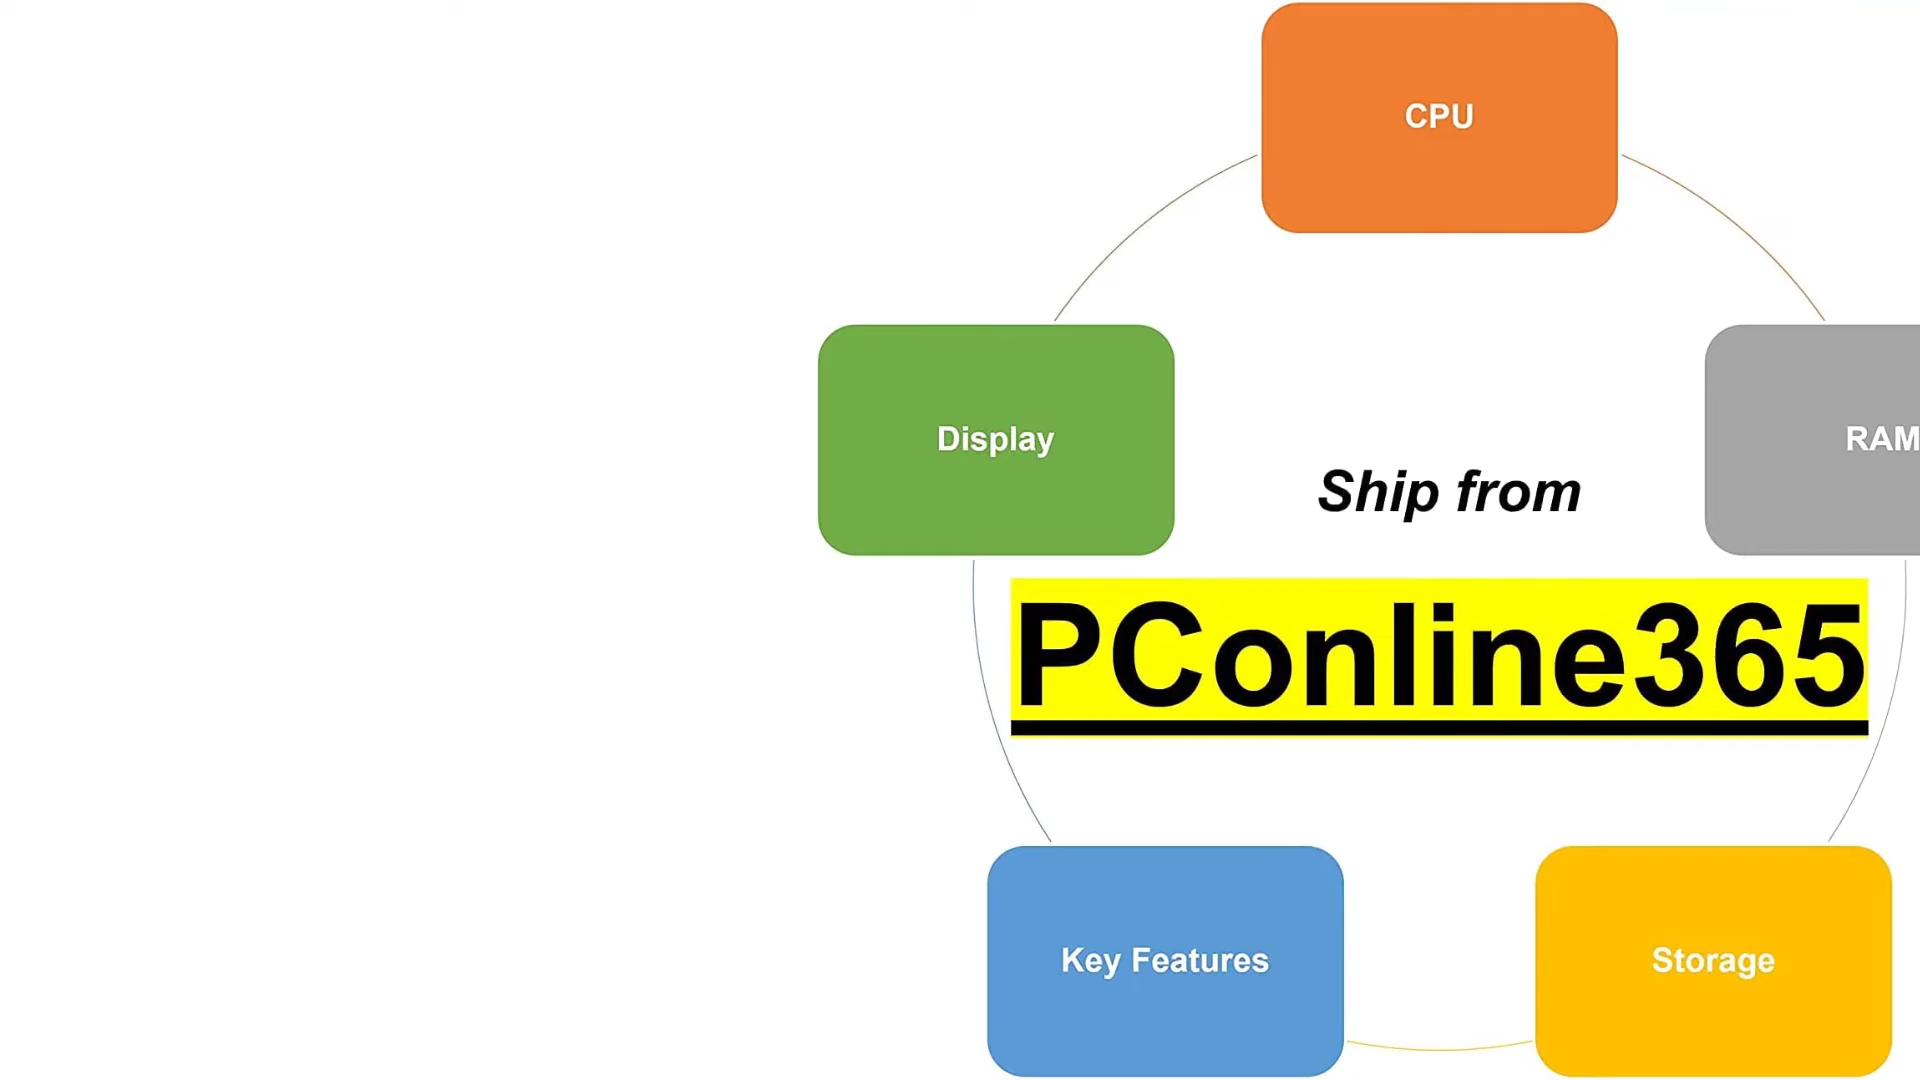 CPU
Display
RAM
Ship from
PConline365
Key Features
Storage